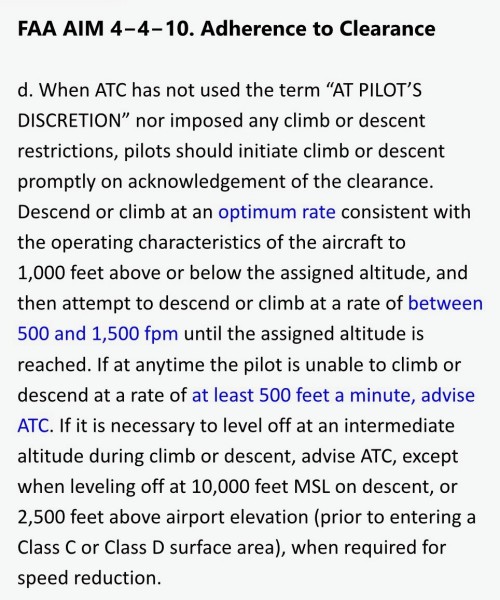 FAA AIM 4−4−10. Adherence to Clearance
d. When ATC has not used the term “AT PILOT’S
DISCRETION” nor imposed any climb or descent
restrictions, pilots should initiate climb or descent
promptly on acknowledgement of the clearance.
Descend or climb at an optimum rate consistent with
the operating characteristics of the aircraft to
1,000 feet above or below the assigned altitude, and
then attempt to descend or climb at a rate of between
500 and 1,500 fpm until the assigned altitude is
reached. If at anytime the pilot is unable to climb or
descend at a rate of at least 500 feet a minute, advise
ATC. If it is necessary to level off at an intermediate
altitude during climb or descent, advise ATC, except
when leveling off at 10,000 feet MSL on descent, or
2,500 feet above airport elevation (prior to entering a
Class C or Class D surface area), when required for
speed reduction.